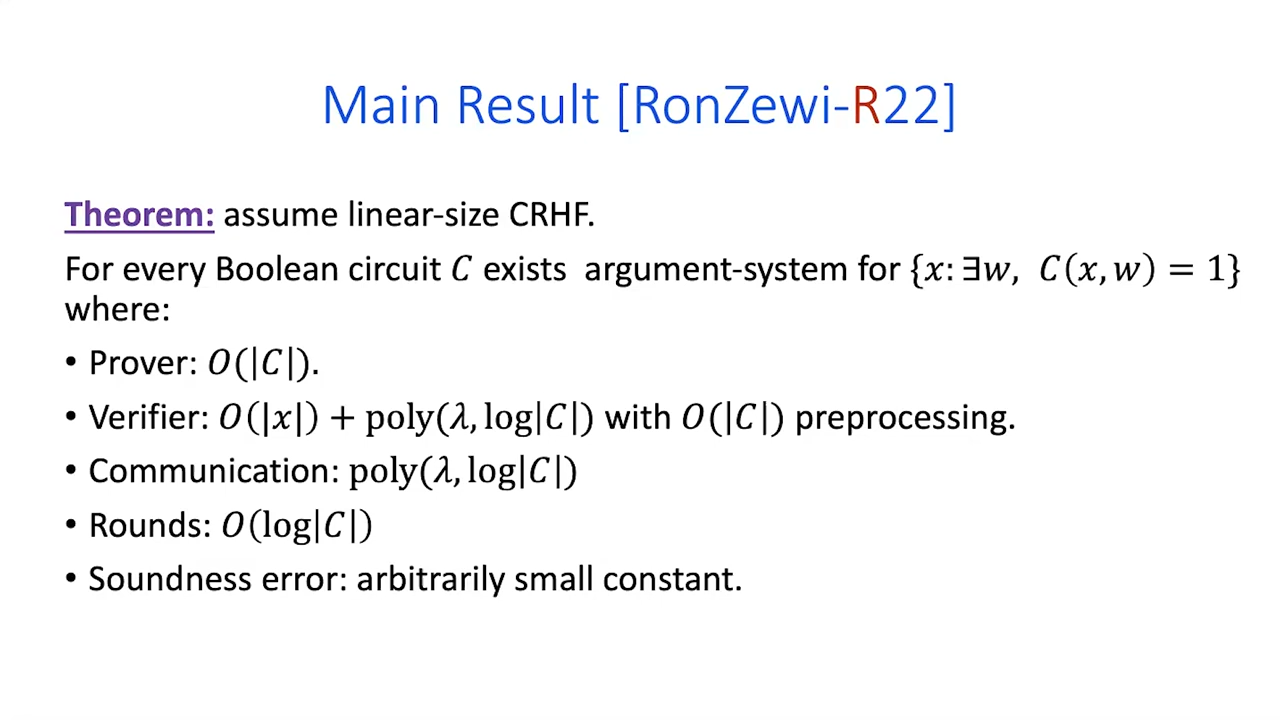 Main Result [RonZewi-R22]
Theorem: assume linear-size CRHF.
For every Boolean circuit 𝐶 exists argument-system for {𝑥: ∃𝑤, 𝐶(𝑥, 𝑤) = 1}
where:
• Prover: 𝑂(|𝐶|).
• Verifier: 𝑂(|𝑥|) + poly(𝜆, log|𝐶|) with 𝑂(|𝐶|) preprocessing.
• Communication: poly(𝜆, log|𝐶|)
• Rounds: 𝑂(log|𝐶|)
• Soundness error: arbitrarily small constant.